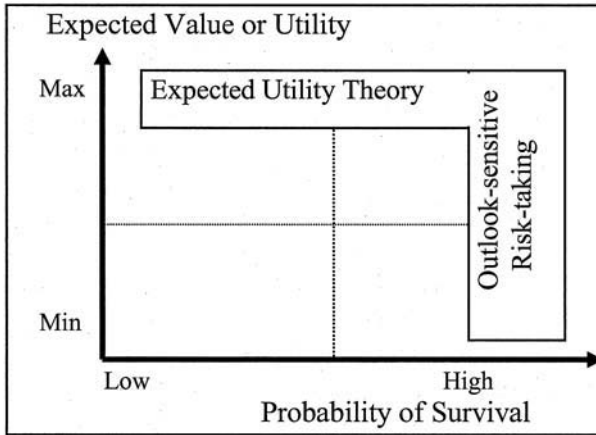 Expected Value or Utility
Max
Expected Utility Theory
Outlook-sensitive
Risk-taking
Min
Low
High
Probability of Survival